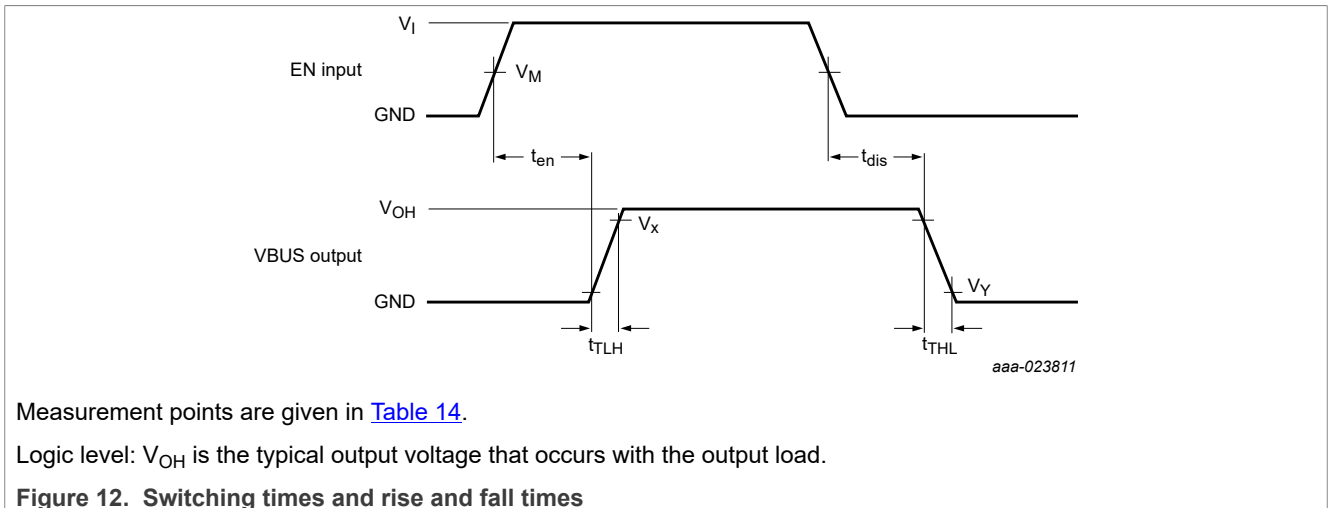 V_I
EN input
V_M
GND
t_en
t_dis
V_OH
V_x
VBUS output
GND
V_Y
t_TLH
t_THL
aaa-023811
Measurement points are given in Table 14.
Logic level: V_OH is the typical output voltage that occurs with the output load.
Figure 12. Switching times and rise and fall times